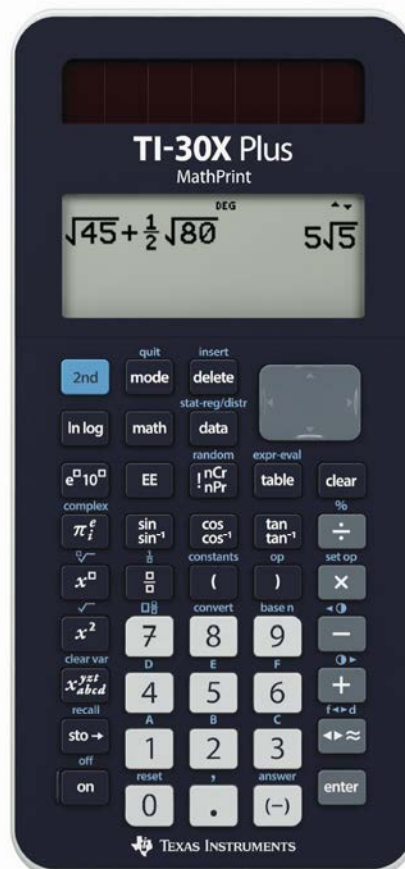 TI-30X Plus
MathPrint
DEG
√45+½√80 5√5
quit insert
2nd mode delete
stat-reg/distr
ln log math data
random expr-eval
e□ 10□ EE ! nCr nPr table clear
complex %
π e i sin sin⁻¹ cos cos⁻¹ tan tan⁻¹ ÷
□√ 1/□ constants op set op
x□ □/□ ( ) ×
√ □□/□ convert base n ◄◑
x² 7 8 9 −
clear var D E F ◑►
x yzt abcd 4 5 6 +
recall A B C f◄►d
sto→ 1 2 3 ◄►≈
off reset , answer
on 0 . (−) enter
TEXAS INSTRUMENTS